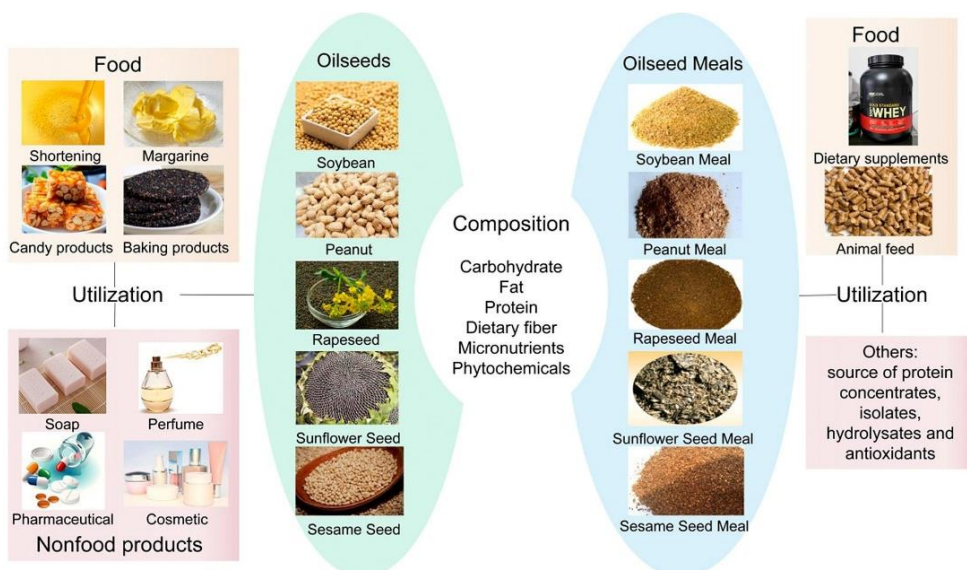 Food
Shortening
Margarine
Candy products
Baking products
Utilization
Soap
Perfume
Pharmaceutical
Cosmetic
Nonfood products
Oilseeds
Soybean
Peanut
Rapeseed
Sunflower Seed
Sesame Seed
Composition
Carbohydrate
Fat
Protein
Dietary fiber
Micronutrients
Phytochemicals
Oilseed Meals
Soybean Meal
Peanut Meal
Rapeseed Meal
Sunflower Seed Meal
Sesame Seed Meal
Food
WHEY
Dietary supplements
Animal feed
Utilization
Others:
source of protein
concentrates,
isolates,
hydrolysates and
antioxidants